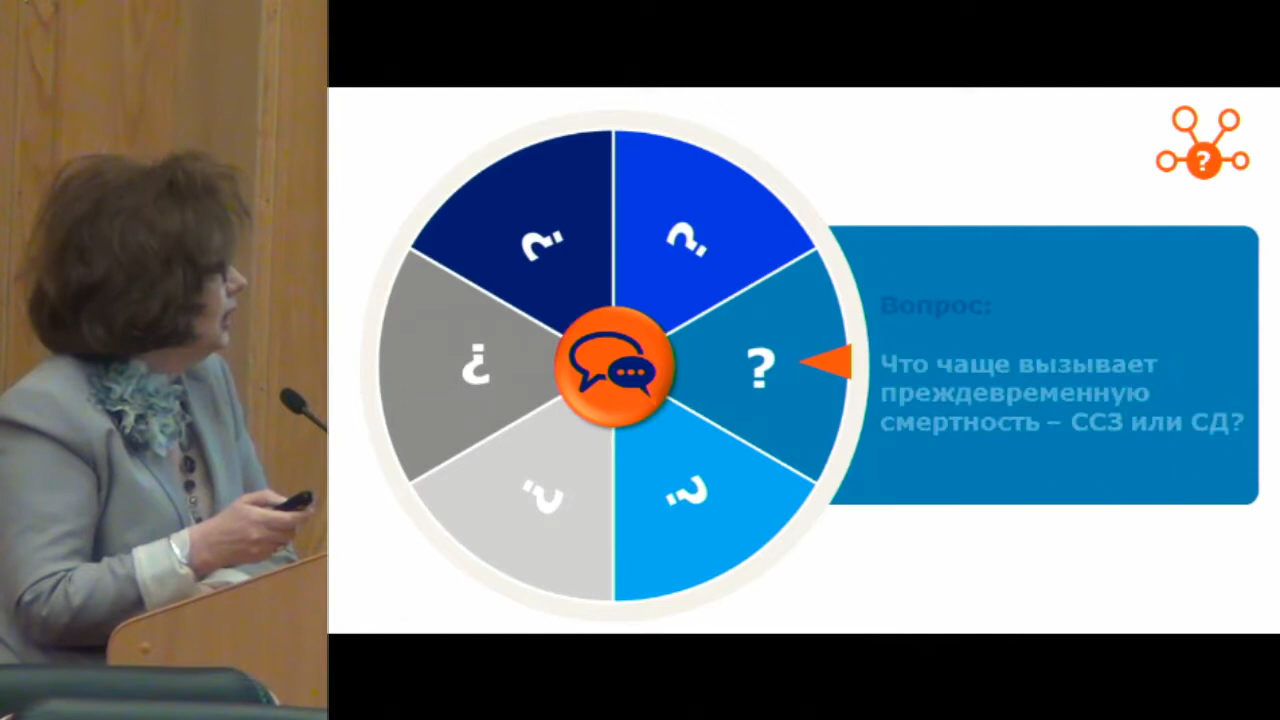 ?
?
?
Вопрос:
? ?
Что чаще вызывает
преждевременную
смертность – ССЗ или СД?
? ?